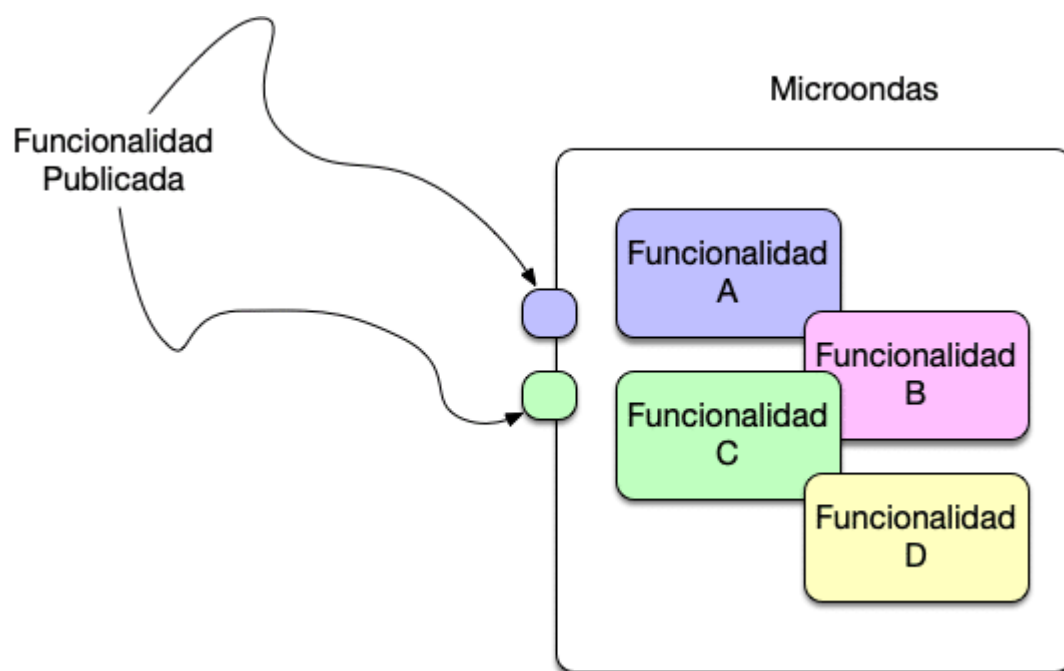 Microondas
Funcionalidad
Publicada
Funcionalidad
A
Funcionalidad
B
Funcionalidad
C
Funcionalidad
D